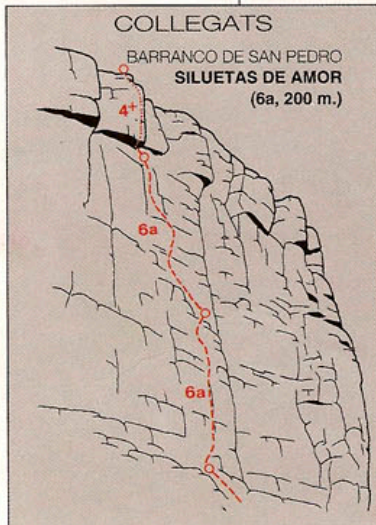 COLLEGATS
BARRANCO DE SAN PEDRO
SILUETAS DE AMOR
(6a, 200 m.)
4+
6a
6a